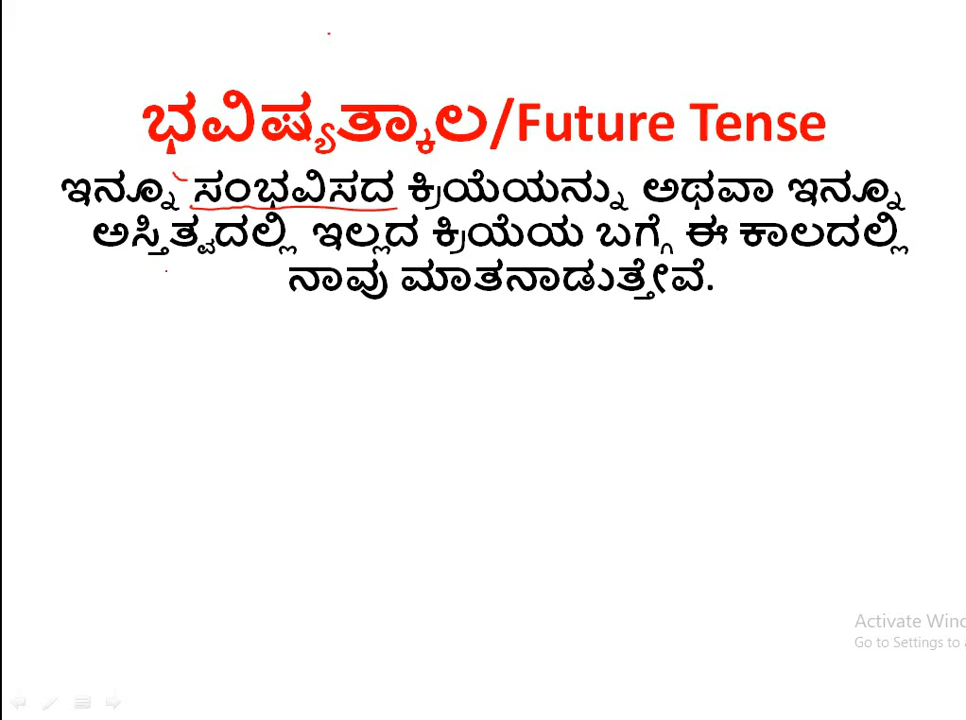 ಭವಿಷ್ಯತ್ಕಾಲ/Future Tense
ಇನ್ನೂ ಸಂಭವಿಸದ ಕ್ರಿಯೆಯನ್ನು ಅಥವಾ ಇನ್ನೂ
ಅಸ್ತಿತ್ವದಲ್ಲಿ ಇಲ್ಲದ ಕ್ರಿಯೆಯ ಬಗ್ಗೆ ಈ ಕಾಲದಲ್ಲಿ
ನಾವು ಮಾತನಾಡುತ್ತೇವೆ.
Activate Winc
Go to Settings to a